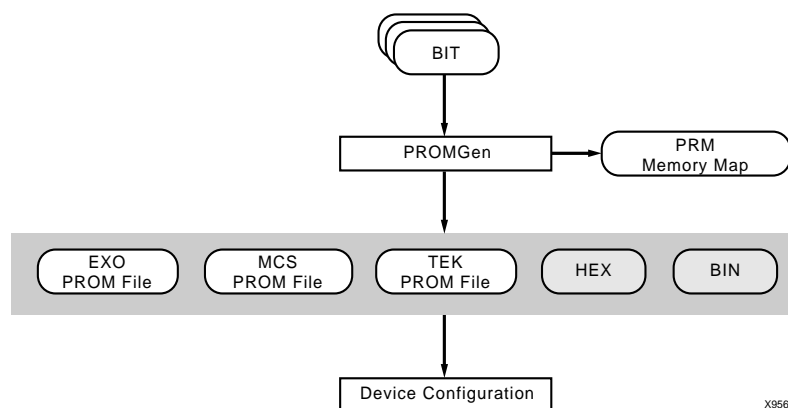 BIT
PROMGen
PRM
Memory Map
EXO
PROM File
MCS
PROM File
TEK
PROM File
HEX
BIN
Device Configuration
X956